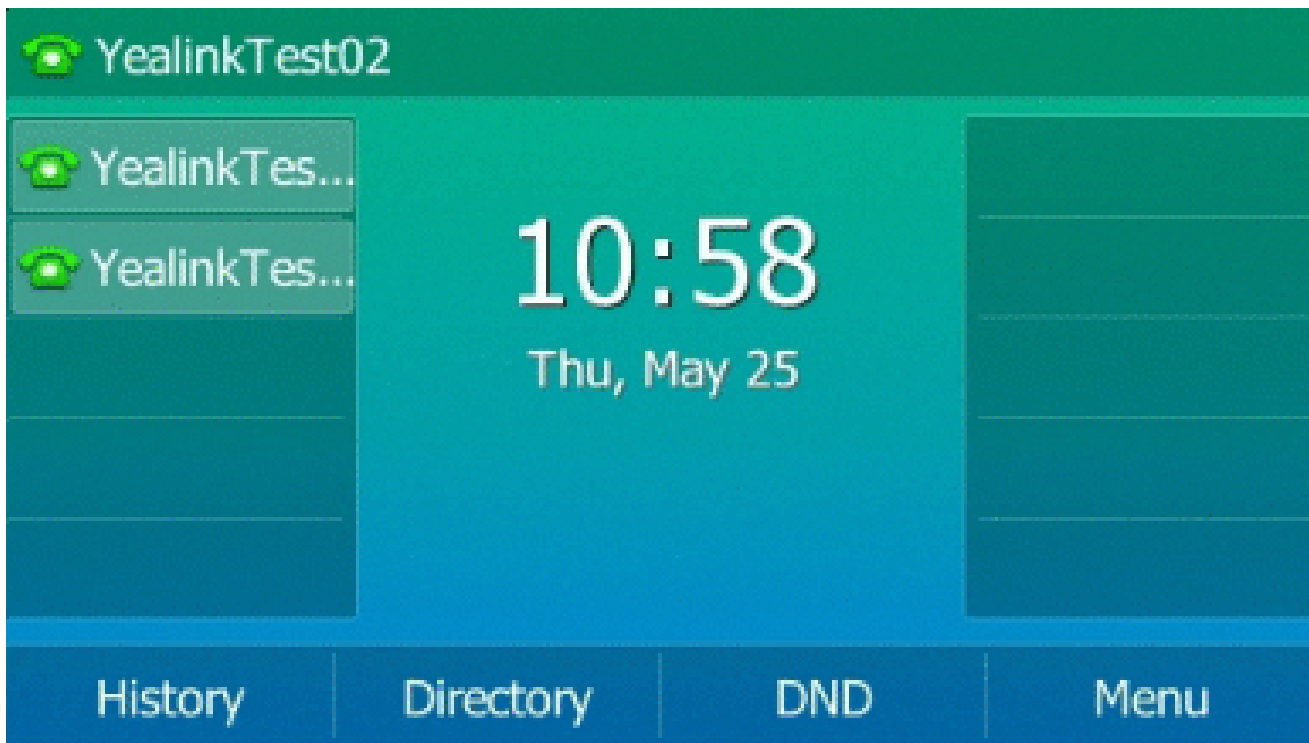 YealinkTest02
YealinkTes...
YealinkTes...
10:58
Thu, May 25
History Directory DND Menu